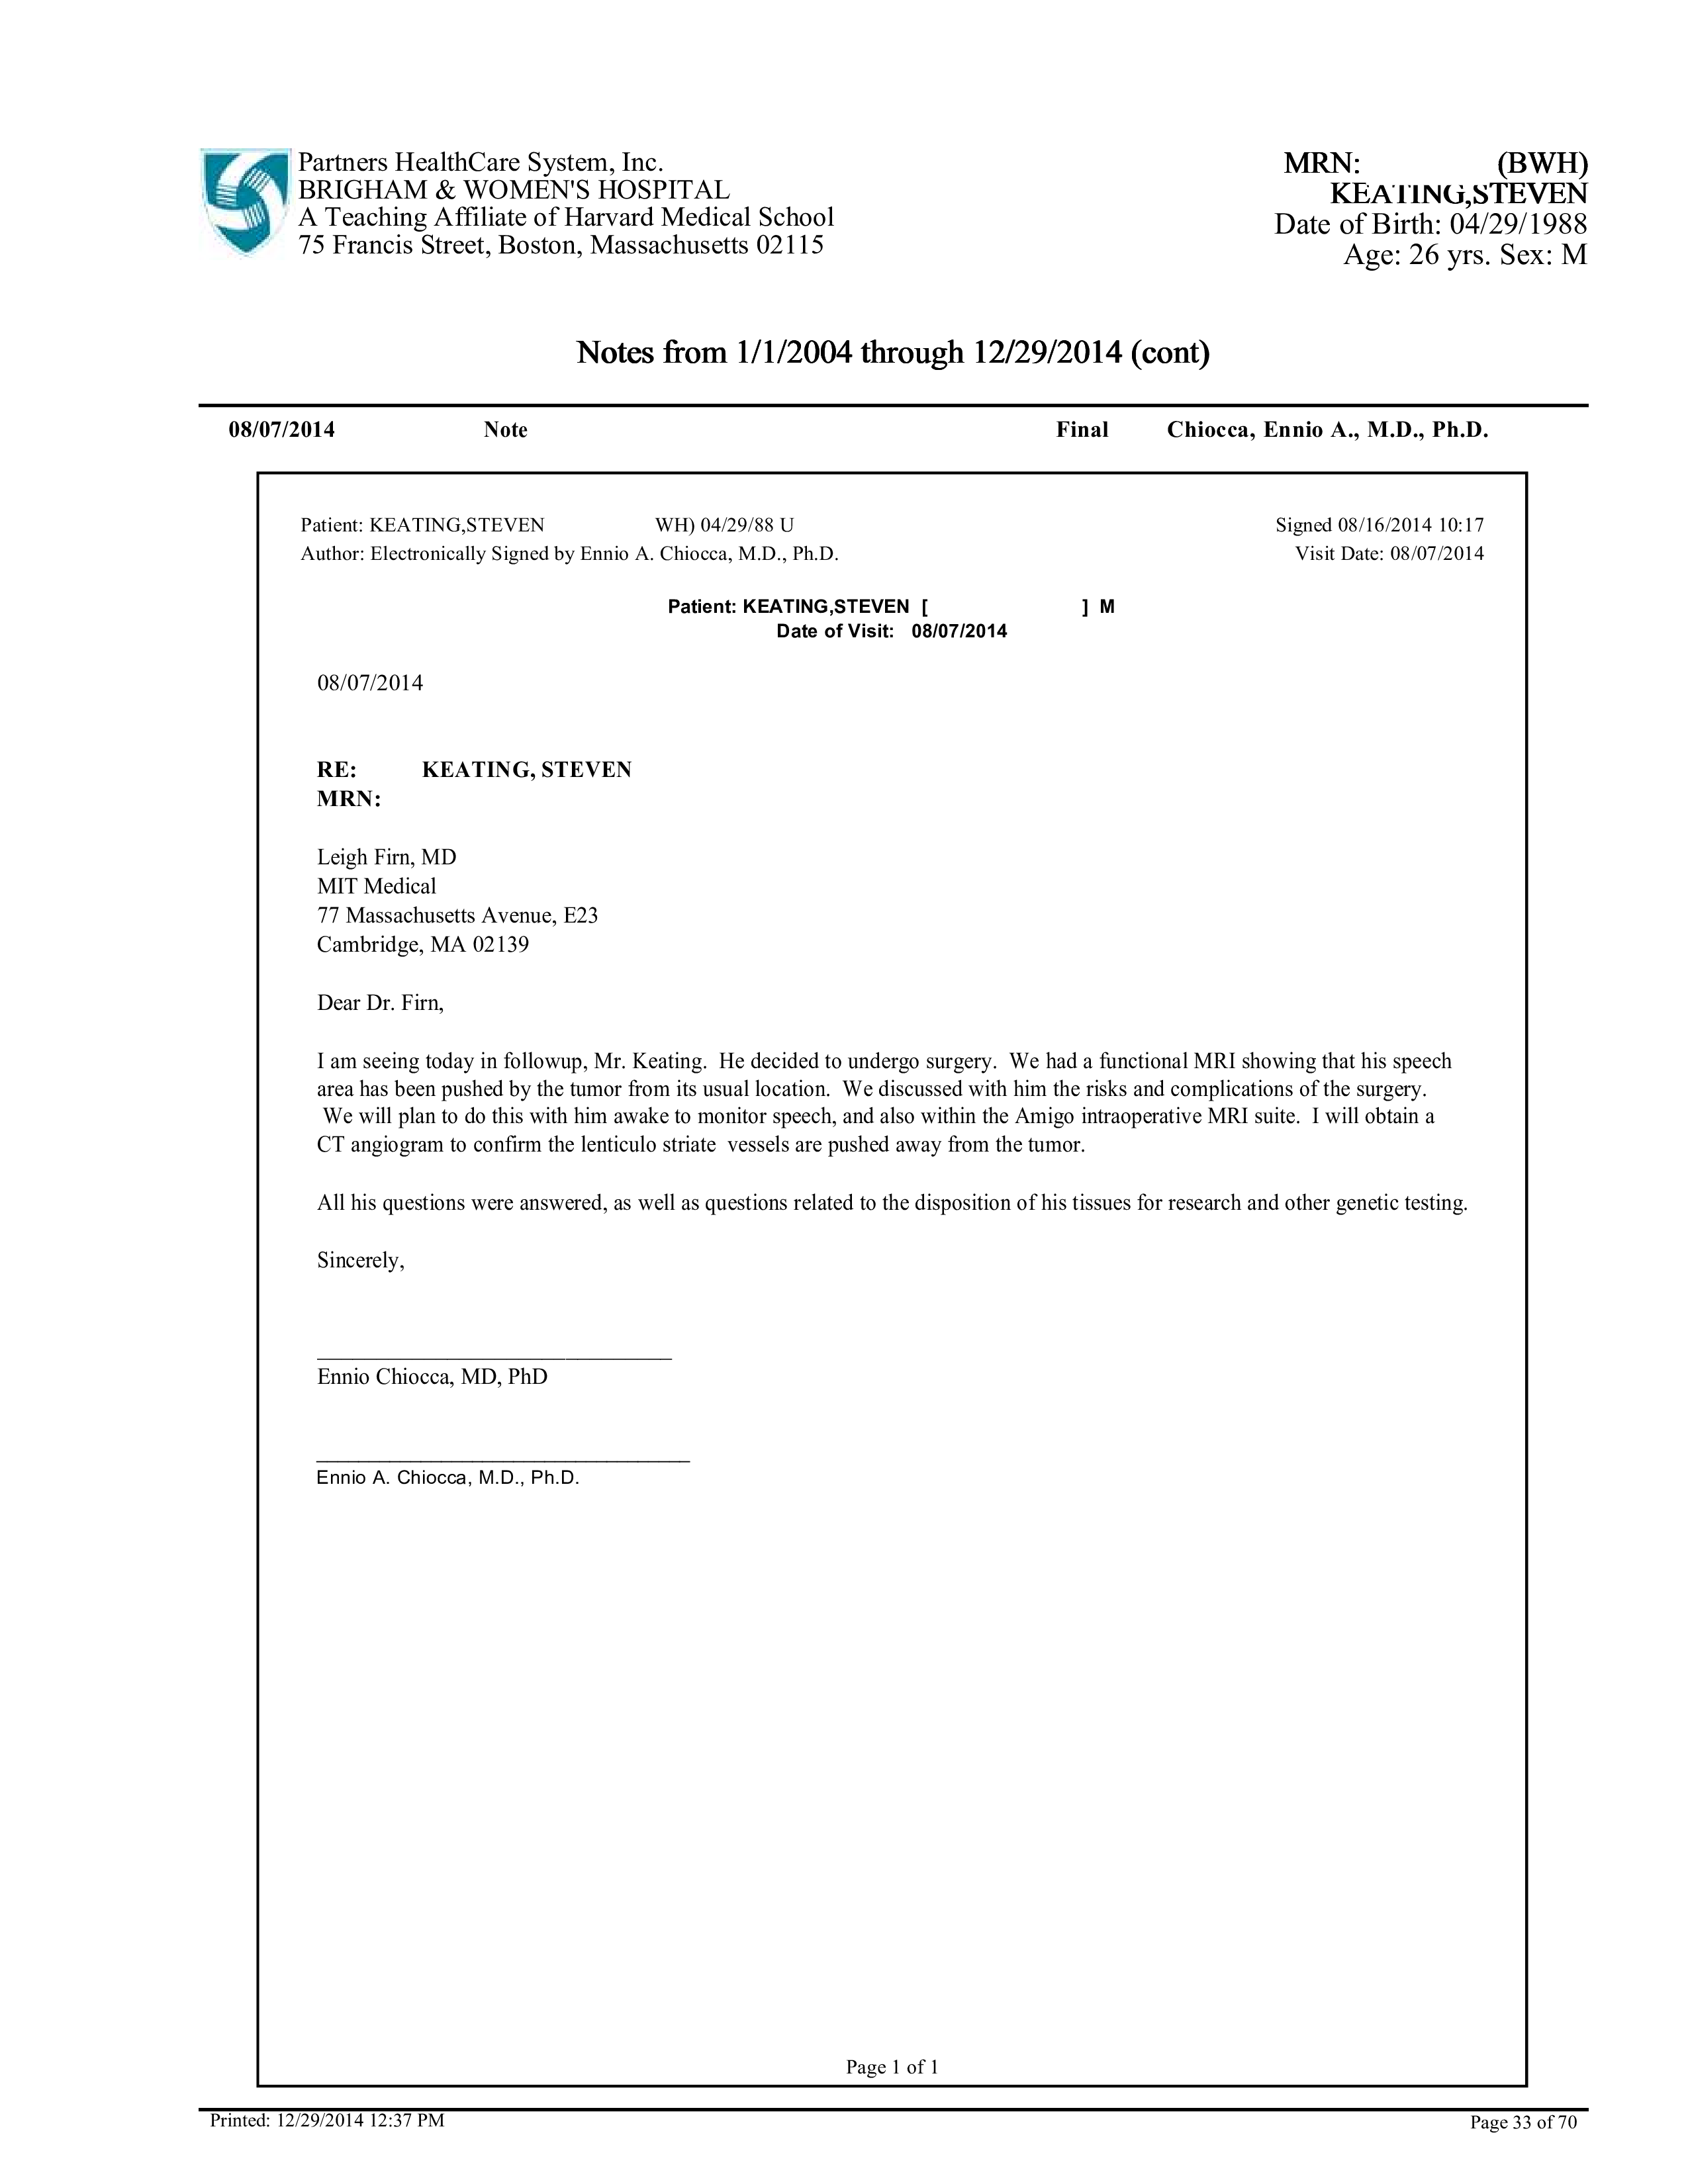 Partners HealthCare System, Inc.
BRIGHAM & WOMEN'S HOSPITAL
A Teaching Affiliate of Harvard Medical School
75 Francis Street, Boston, Massachusetts 02115
MRN: (BWH)
KEATING,STEVEN
Date of Birth: 04/29/1988
Age: 26 yrs. Sex: M
Notes from 1/1/2004 through 12/29/2014 (cont)
08/07/2014 Note Final Chiocca, Ennio A., M.D., Ph.D.
Patient: KEATING,STEVEN WH) 04/29/88 U Signed 08/16/2014 10:17
Author: Electronically Signed by Ennio A. Chiocca, M.D., Ph.D. Visit Date: 08/07/2014
Patient: KEATING,STEVEN [ ] M
Date of Visit: 08/07/2014
08/07/2014
RE: KEATING, STEVEN
MRN:
Leigh Firn, MD
MIT Medical
77 Massachusetts Avenue, E23
Cambridge, MA 02139
Dear Dr. Firn,
I am seeing today in followup, Mr. Keating. He decided to undergo surgery. We had a functional MRI showing that his speech
area has been pushed by the tumor from its usual location. We discussed with him the risks and complications of the surgery.
We will plan to do this with him awake to monitor speech, and also within the Amigo intraoperative MRI suite. I will obtain a
CT angiogram to confirm the lenticulo striate vessels are pushed away from the tumor.
All his questions were answered, as well as questions related to the disposition of his tissues for research and other genetic testing.
Sincerely,
Ennio Chiocca, MD, PhD
Ennio A. Chiocca, M.D., Ph.D.
Page 1 of 1
Printed: 12/29/2014 12:37 PM Page 33 of 70